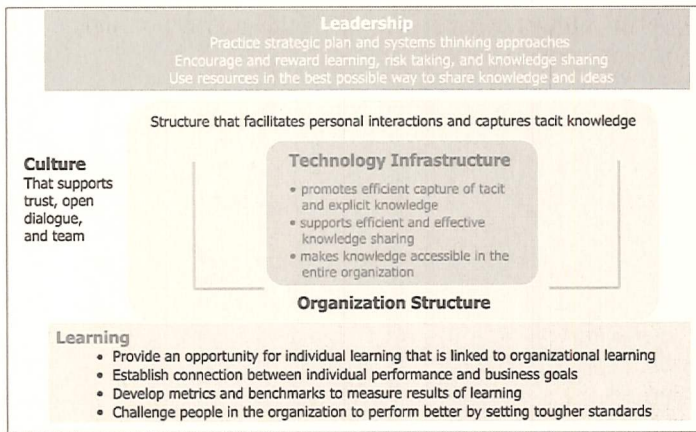 Leadership
Practice strategic plan and systems thinking approaches
Encourage and reward learning, risk taking, and knowledge sharing
Use resources in the best possible way to share knowledge and ideas
Structure that facilitates personal interactions and captures tacit knowledge
Culture
That supports
trust, open
dialogue,
and team
Technology Infrastructure
• promotes efficient capture of tacit
and explicit knowledge
• supports efficient and effective
knowledge sharing
• makes knowledge accessible in the
entire organization
Organization Structure
Learning
• Provide an opportunity for individual learning that is linked to organizational learning
• Establish connection between individual performance and business goals
• Develop metrics and benchmarks to measure results of learning
• Challenge people in the organization to perform better by setting tougher standards